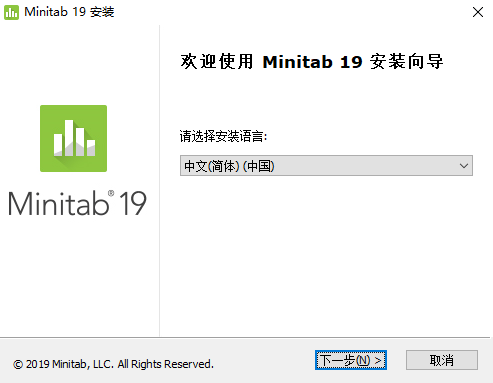 Minitab 19 安装
欢迎使用 Minitab 19 安装向导
请选择安装语言:
中文(简体) (中国)
Minitab® 19
© 2019 Minitab, LLC. All Rights Reserved.
下一步(N) >
取消